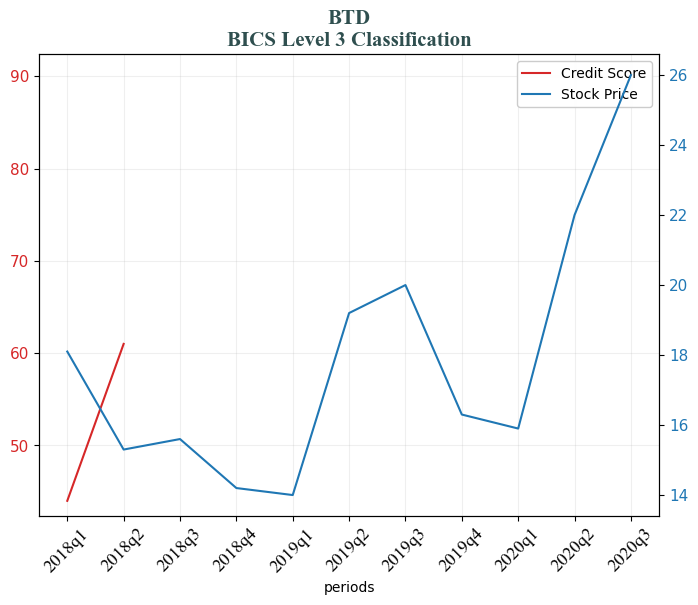 BTD
BICS Level 3 Classification
Credit Score
Stock Price
90
80
70
60
50
26
24
22
20
18
16
14
2018q1
2018q2
2018q3
2018q4
2019q1
2019q2
2019q3
2019q4
2020q1
2020q2
2020q3
periods